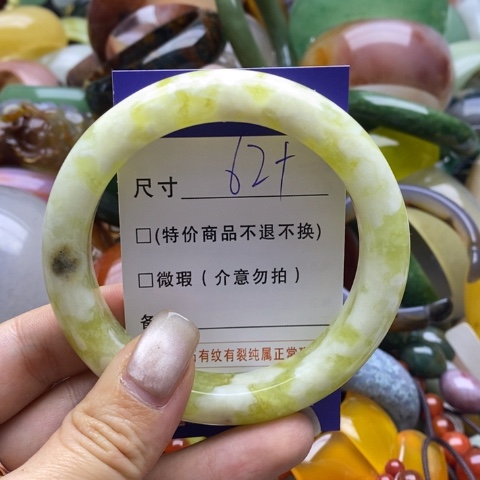 尺寸 62+
□(特价商品不退不换)
□微瑕（介意勿拍）
有纹有裂纯属正常